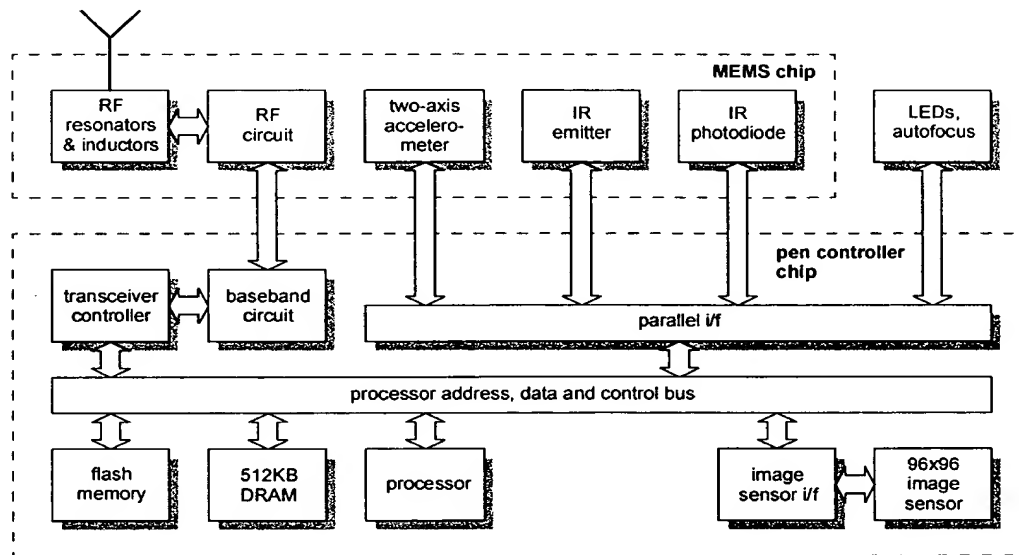 MEMS chip
RF
resonators
& inductors
RF
circuit
two-axis
accelero-
meter
IR
emitter
IR
photodiode
LEDs,
autofocus
pen controller
chip
transceiver
controller
baseband
circuit
parallel i/f
processor address, data and control bus
flash
memory
512KB
DRAM
processor
image
sensor i/f
96x96
image
sensor